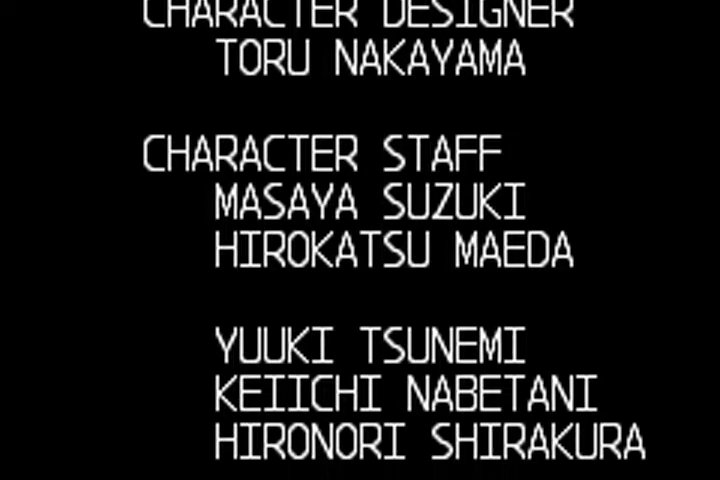 CHARACTER DESIGNER
TORU NAKAYAMA
CHARACTER STAFF
MASAYA SUZUKI
HIROKATSU MAEDA
YUUKI TSUNEMI
KEIICHI NABETANI
HIRONORI SHIRAKURA